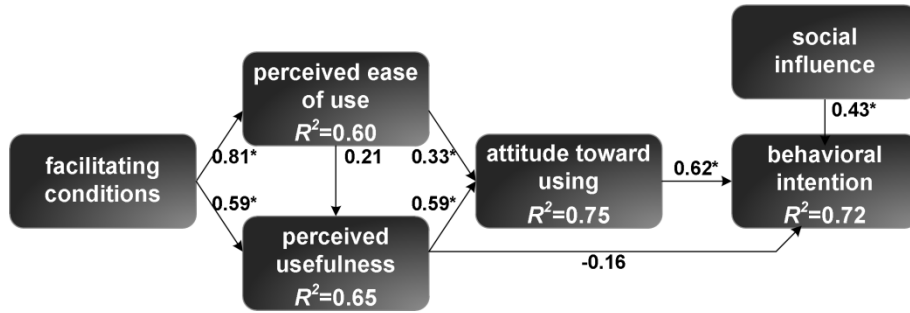 social
influence
perceived ease
of use
R²=0.60
0.43*
0.81*
0.21
0.33*
facilitating
conditions
attitude toward
using
R²=0.75
0.62*
behavioral
intention
R²=0.72
0.59*
0.59*
perceived
usefulness
R²=0.65
-0.16